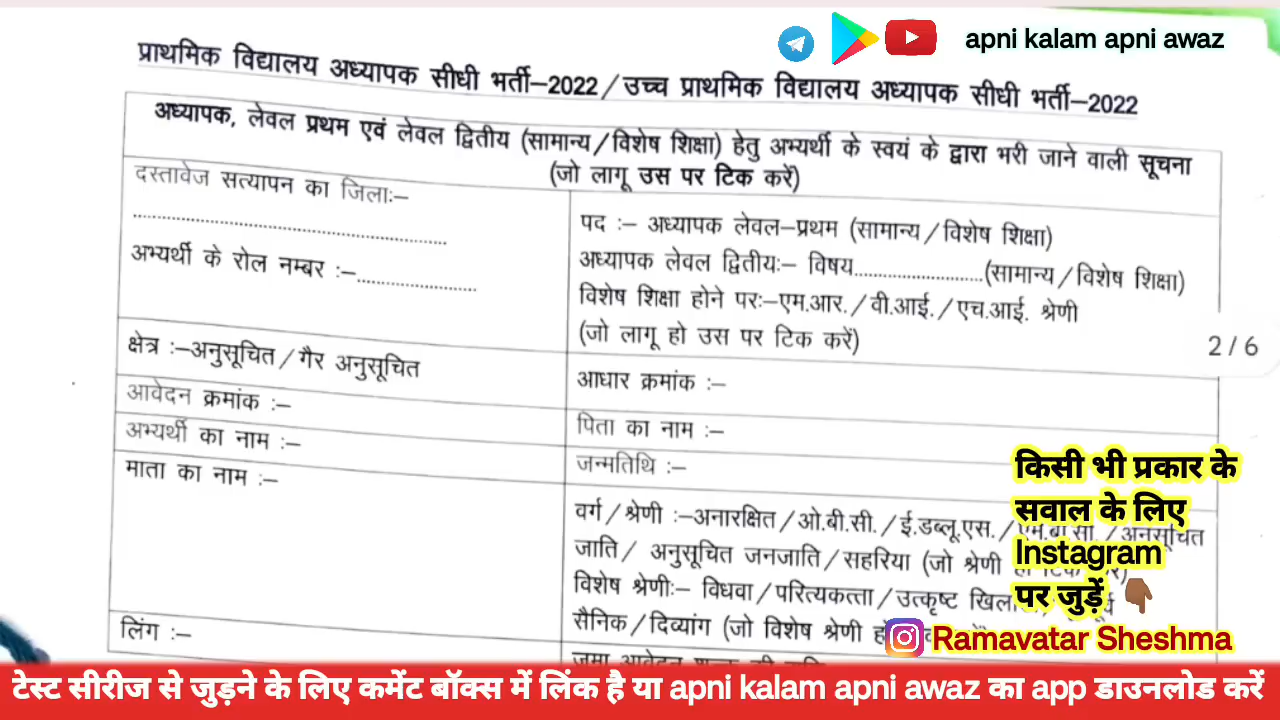 apni kalam apni awaz
प्राथमिक विद्यालय अध्यापक सीधी भर्ती–2022/उच्च प्राथमिक विद्यालय अध्यापक सीधी भर्ती–2022
अध्यापक, लेवल प्रथम एवं लेवल द्वितीय (सामान्य/विशेष शिक्षा) हेतु अभ्यर्थी के स्वयं के द्वारा भरी जाने वाली सूचना
(जो लागू उस पर टिक करें)
दस्तावेज सत्यापन का जिलाः–
....................................................
अभ्यर्थी के रोल नम्बर :–....................
पद :– अध्यापक लेवल–प्रथम (सामान्य/विशेष शिक्षा)
अध्यापक लेवल द्वितीयः– विषय..........................(सामान्य/विशेष शिक्षा)
विशेष शिक्षा होने परः–एम.आर./वी.आई./एच.आई. श्रेणी
(जो लागू हो उस पर टिक करें)
2/6
क्षेत्र :–अनुसूचित/गैर अनुसूचित
आधार क्रमांक :–
आवेदन क्रमांक :–
पिता का नाम :–
अभ्यर्थी का नाम :–
जन्मतिथि :–
माता का नाम :–
वर्ग/श्रेणी :–अनारक्षित/ओ.बी.सी./ई.डब्लू.एस./एम.बी.सी./अनुसूचित
जाति/ अनुसूचित जनजाति/सहरिया (जो श्रेणी
विशेष श्रेणीः– विधवा/परित्यकत्ता/उत्कृष्ट
सैनिक/दिव्यांग (जो विशेष श्रेणी
लिंग :–
किसी भी प्रकार के
सवाल के लिए
Instagram
पर जुड़ें
Ramavatar Sheshma
टेस्ट सीरीज से जुड़ने के लिए कमेंट बॉक्स में लिंक है या apni kalam apni awaz का app डाउनलोड करें